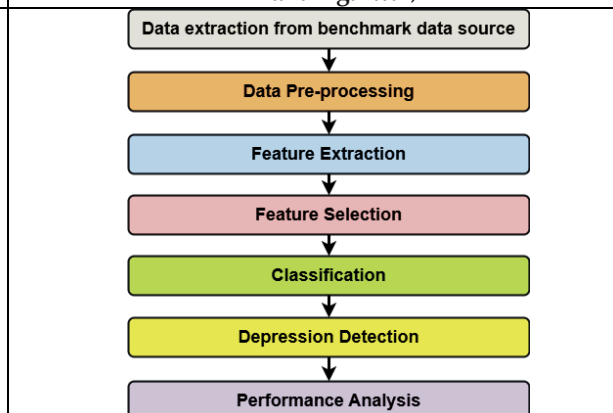 Data extraction from benchmark data source
Data Pre-processing
Feature Extraction
Feature Selection
Classification
Depression Detection
Performance Analysis